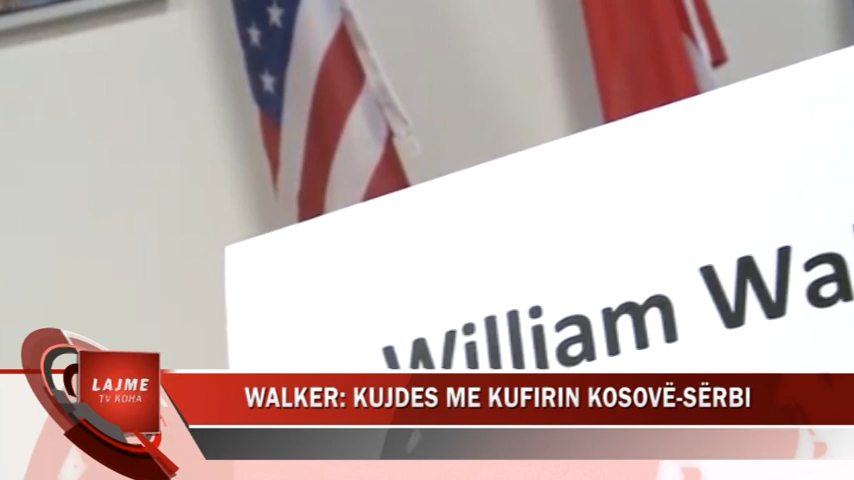 William Wa
LAJME
TV KOHA
WALKER: KUJDES ME KUFIRIN KOSOVË-SËRBI